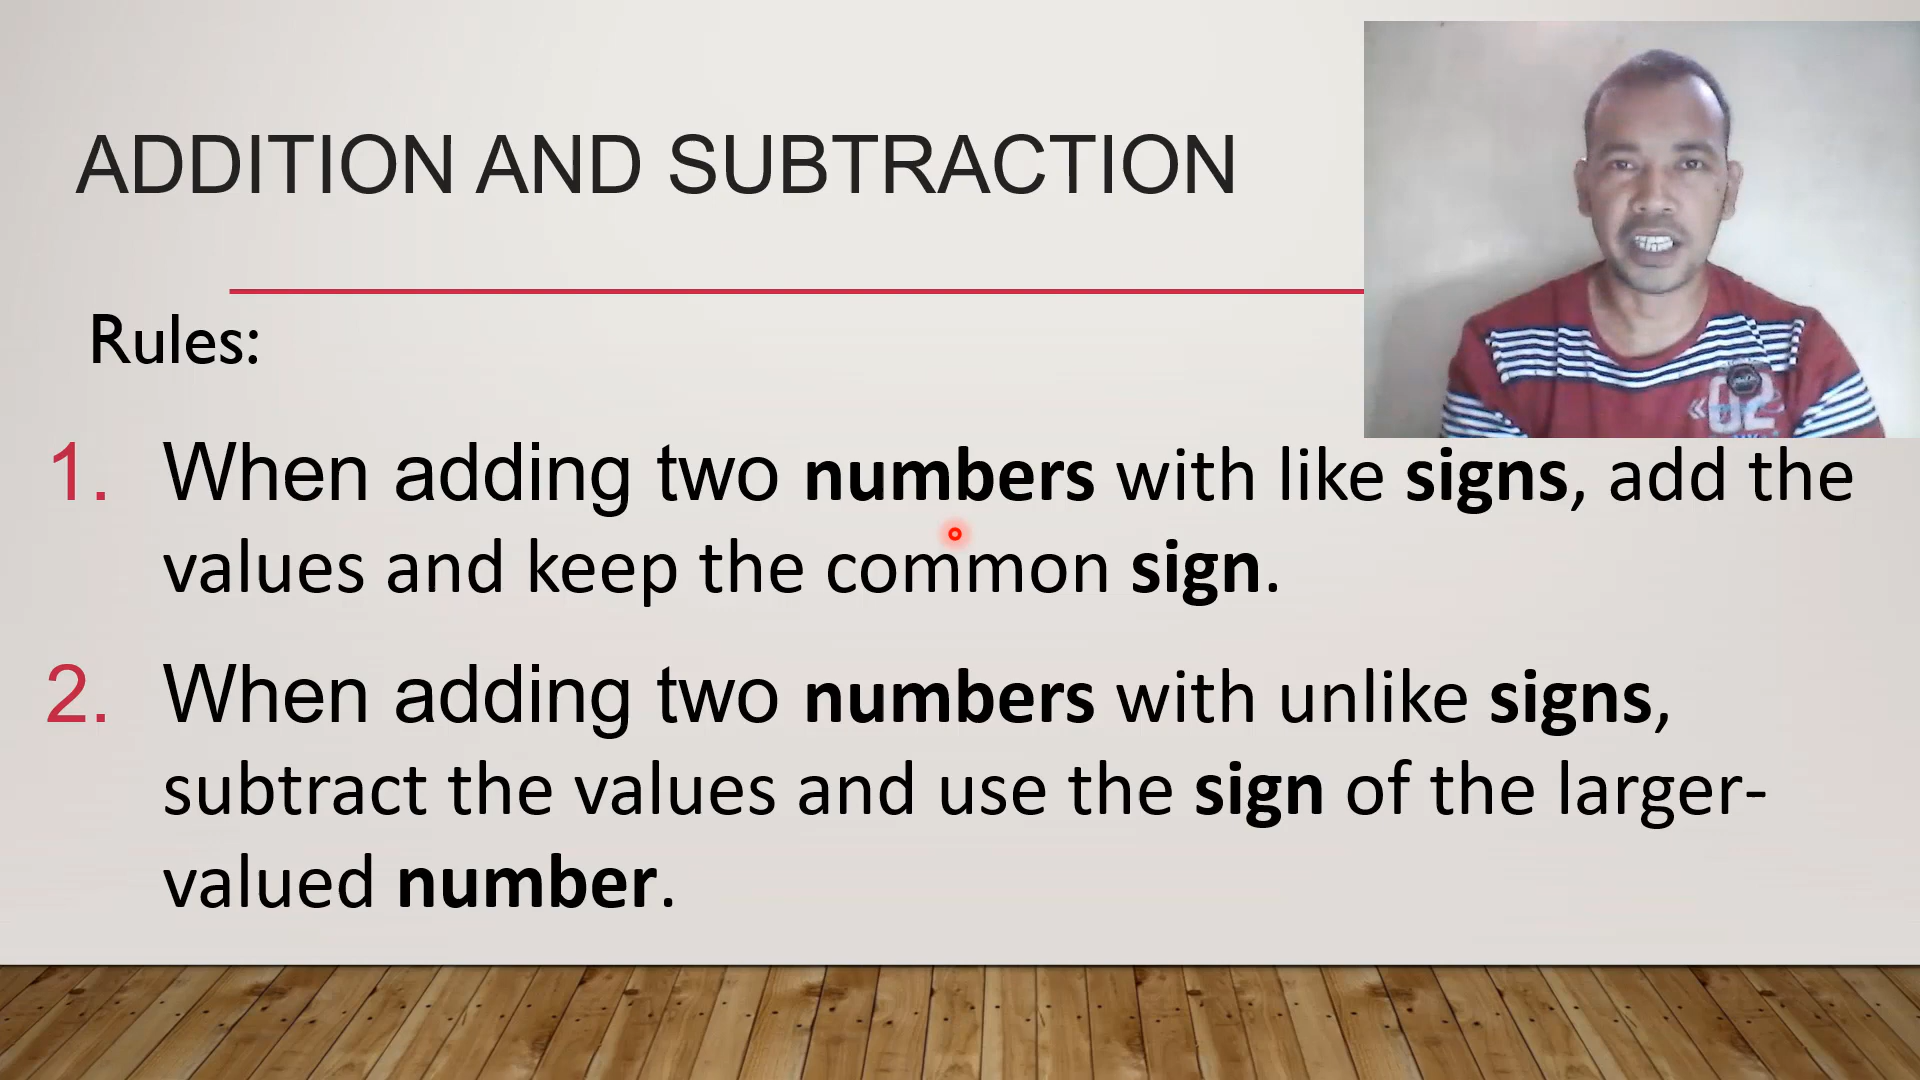 ADDITION AND SUBTRACTION
Rules:
1. When adding two numbers with like signs, add the
values and keep the common sign.
2. When adding two numbers with unlike signs,
subtract the values and use the sign of the larger-
valued number.
02